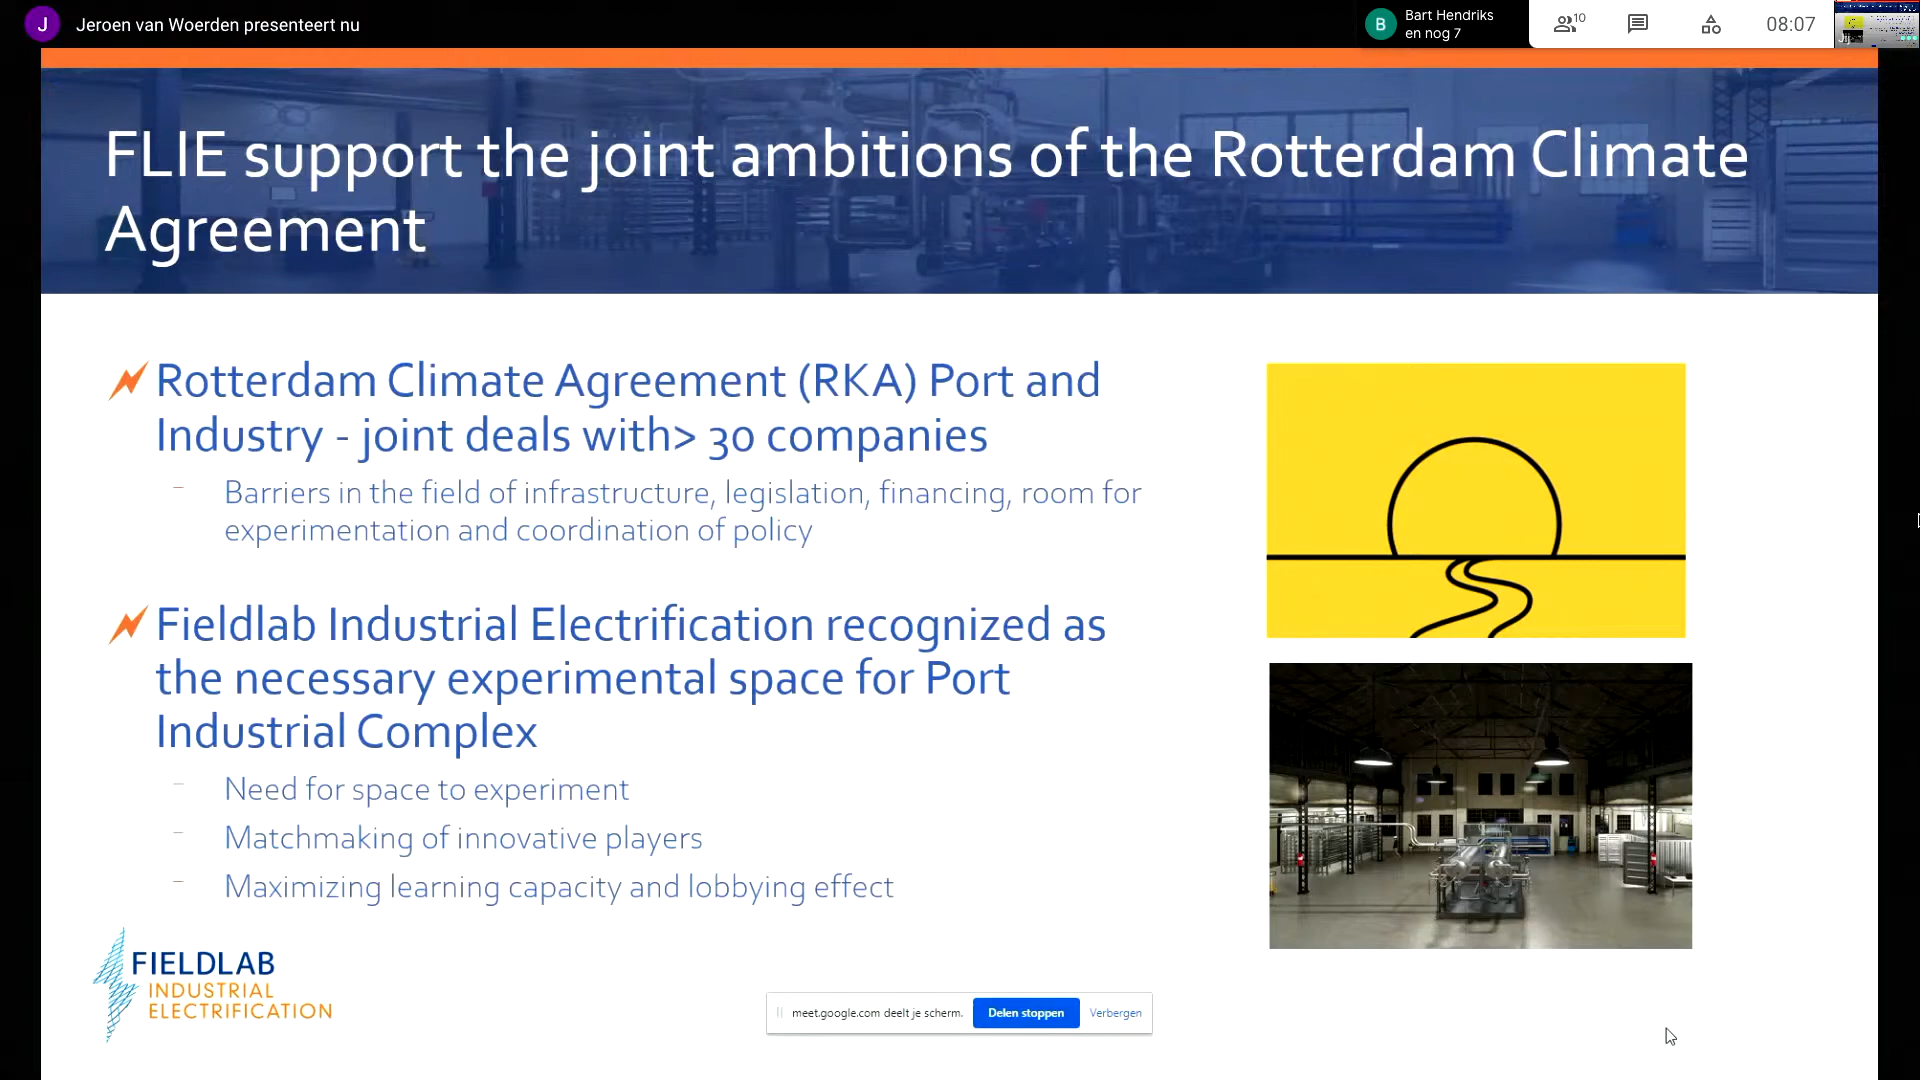 J Jeroen van Woerden presenteert nu
B Bart Hendriks
en nog 7
10
08:07
FLIE support the joint ambitions of the Rotterdam Climate
Agreement
Rotterdam Climate Agreement (RKA) Port and
Industry - joint deals with> 30 companies
- Barriers in the field of infrastructure, legislation, financing, room for
experimentation and coordination of policy
Fieldlab Industrial Electrification recognized as
the necessary experimental space for Port
Industrial Complex
- Need for space to experiment
- Matchmaking of innovative players
- Maximizing learning capacity and lobbying effect
FIELDLAB
INDUSTRIAL
ELECTRIFICATION
meet.google.com deelt je scherm. Delen stoppen Verbergen